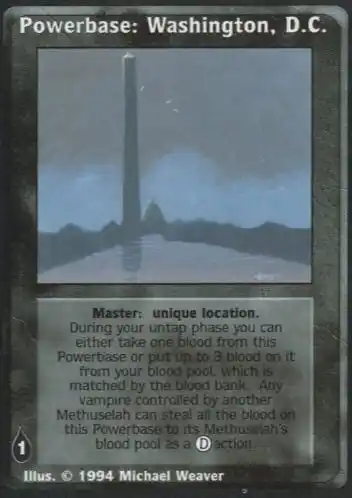 Powerbase: Washington, D.C.
Master: unique location.
During your untap phase you can
either take one blood from this
Powerbase or put up to 3 blood on it
from your blood pool, which is
matched by the blood bank. Any
vampire controlled by another
Methuselah can steal all the blood on
this Powerbase to its Methuselah's
blood pool as a D action.
1
Illus. © 1994 Michael Weaver